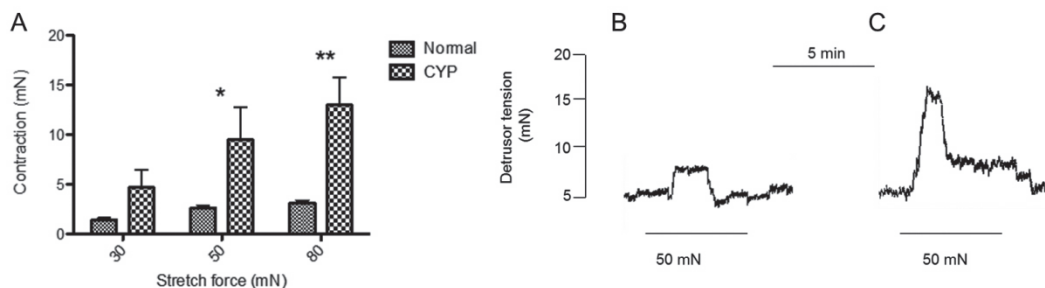 A
Contraction (mN)
20
15
10
5
0
*
**
30
50
80
Stretch force (mN)
Normal
CYP
B
Detrusor tension
(mN)
20
15
10
5
50 mN
5 min
C
50 mN